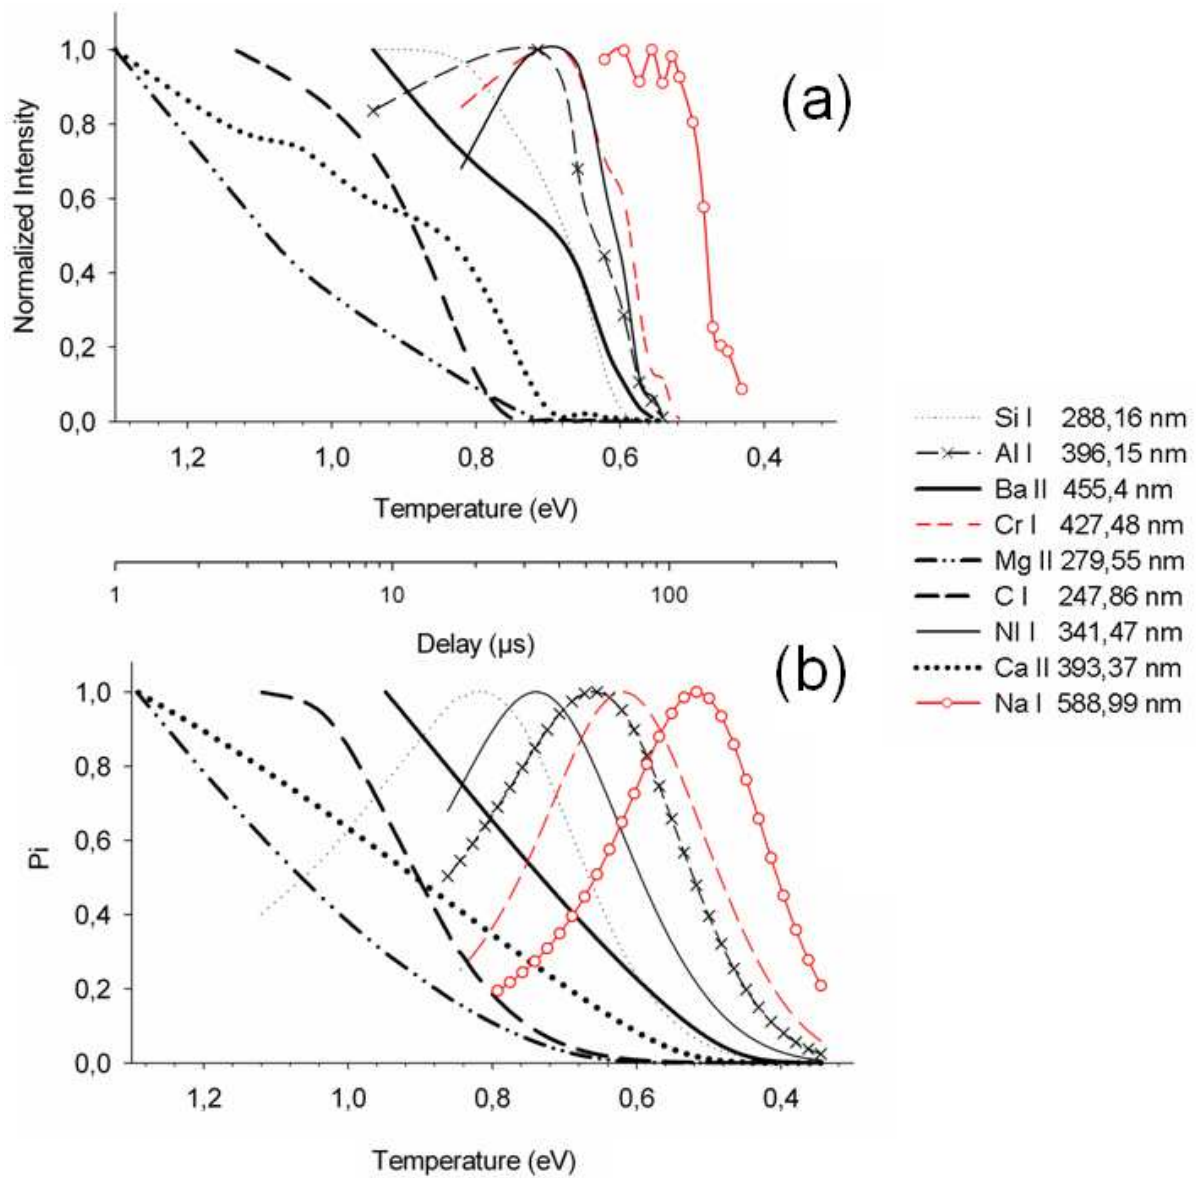 (a)
1,0
0,8
0,6
0,4
0,2
0,0
Normalized Intensity
1,2 1,0 0,8 0,6 0,4
Temperature (eV)
1 10 100
Delay (µs)
Si I 288,16 nm
Al I 396,15 nm
Ba II 455,4 nm
Cr I 427,48 nm
Mg II 279,55 nm
C I 247,86 nm
NI I 341,47 nm
Ca II 393,37 nm
Na I 588,99 nm
(b)
1,0
0,8
0,6
0,4
0,2
0,0
Pi
1,2 1,0 0,8 0,6 0,4
Temperature (eV)